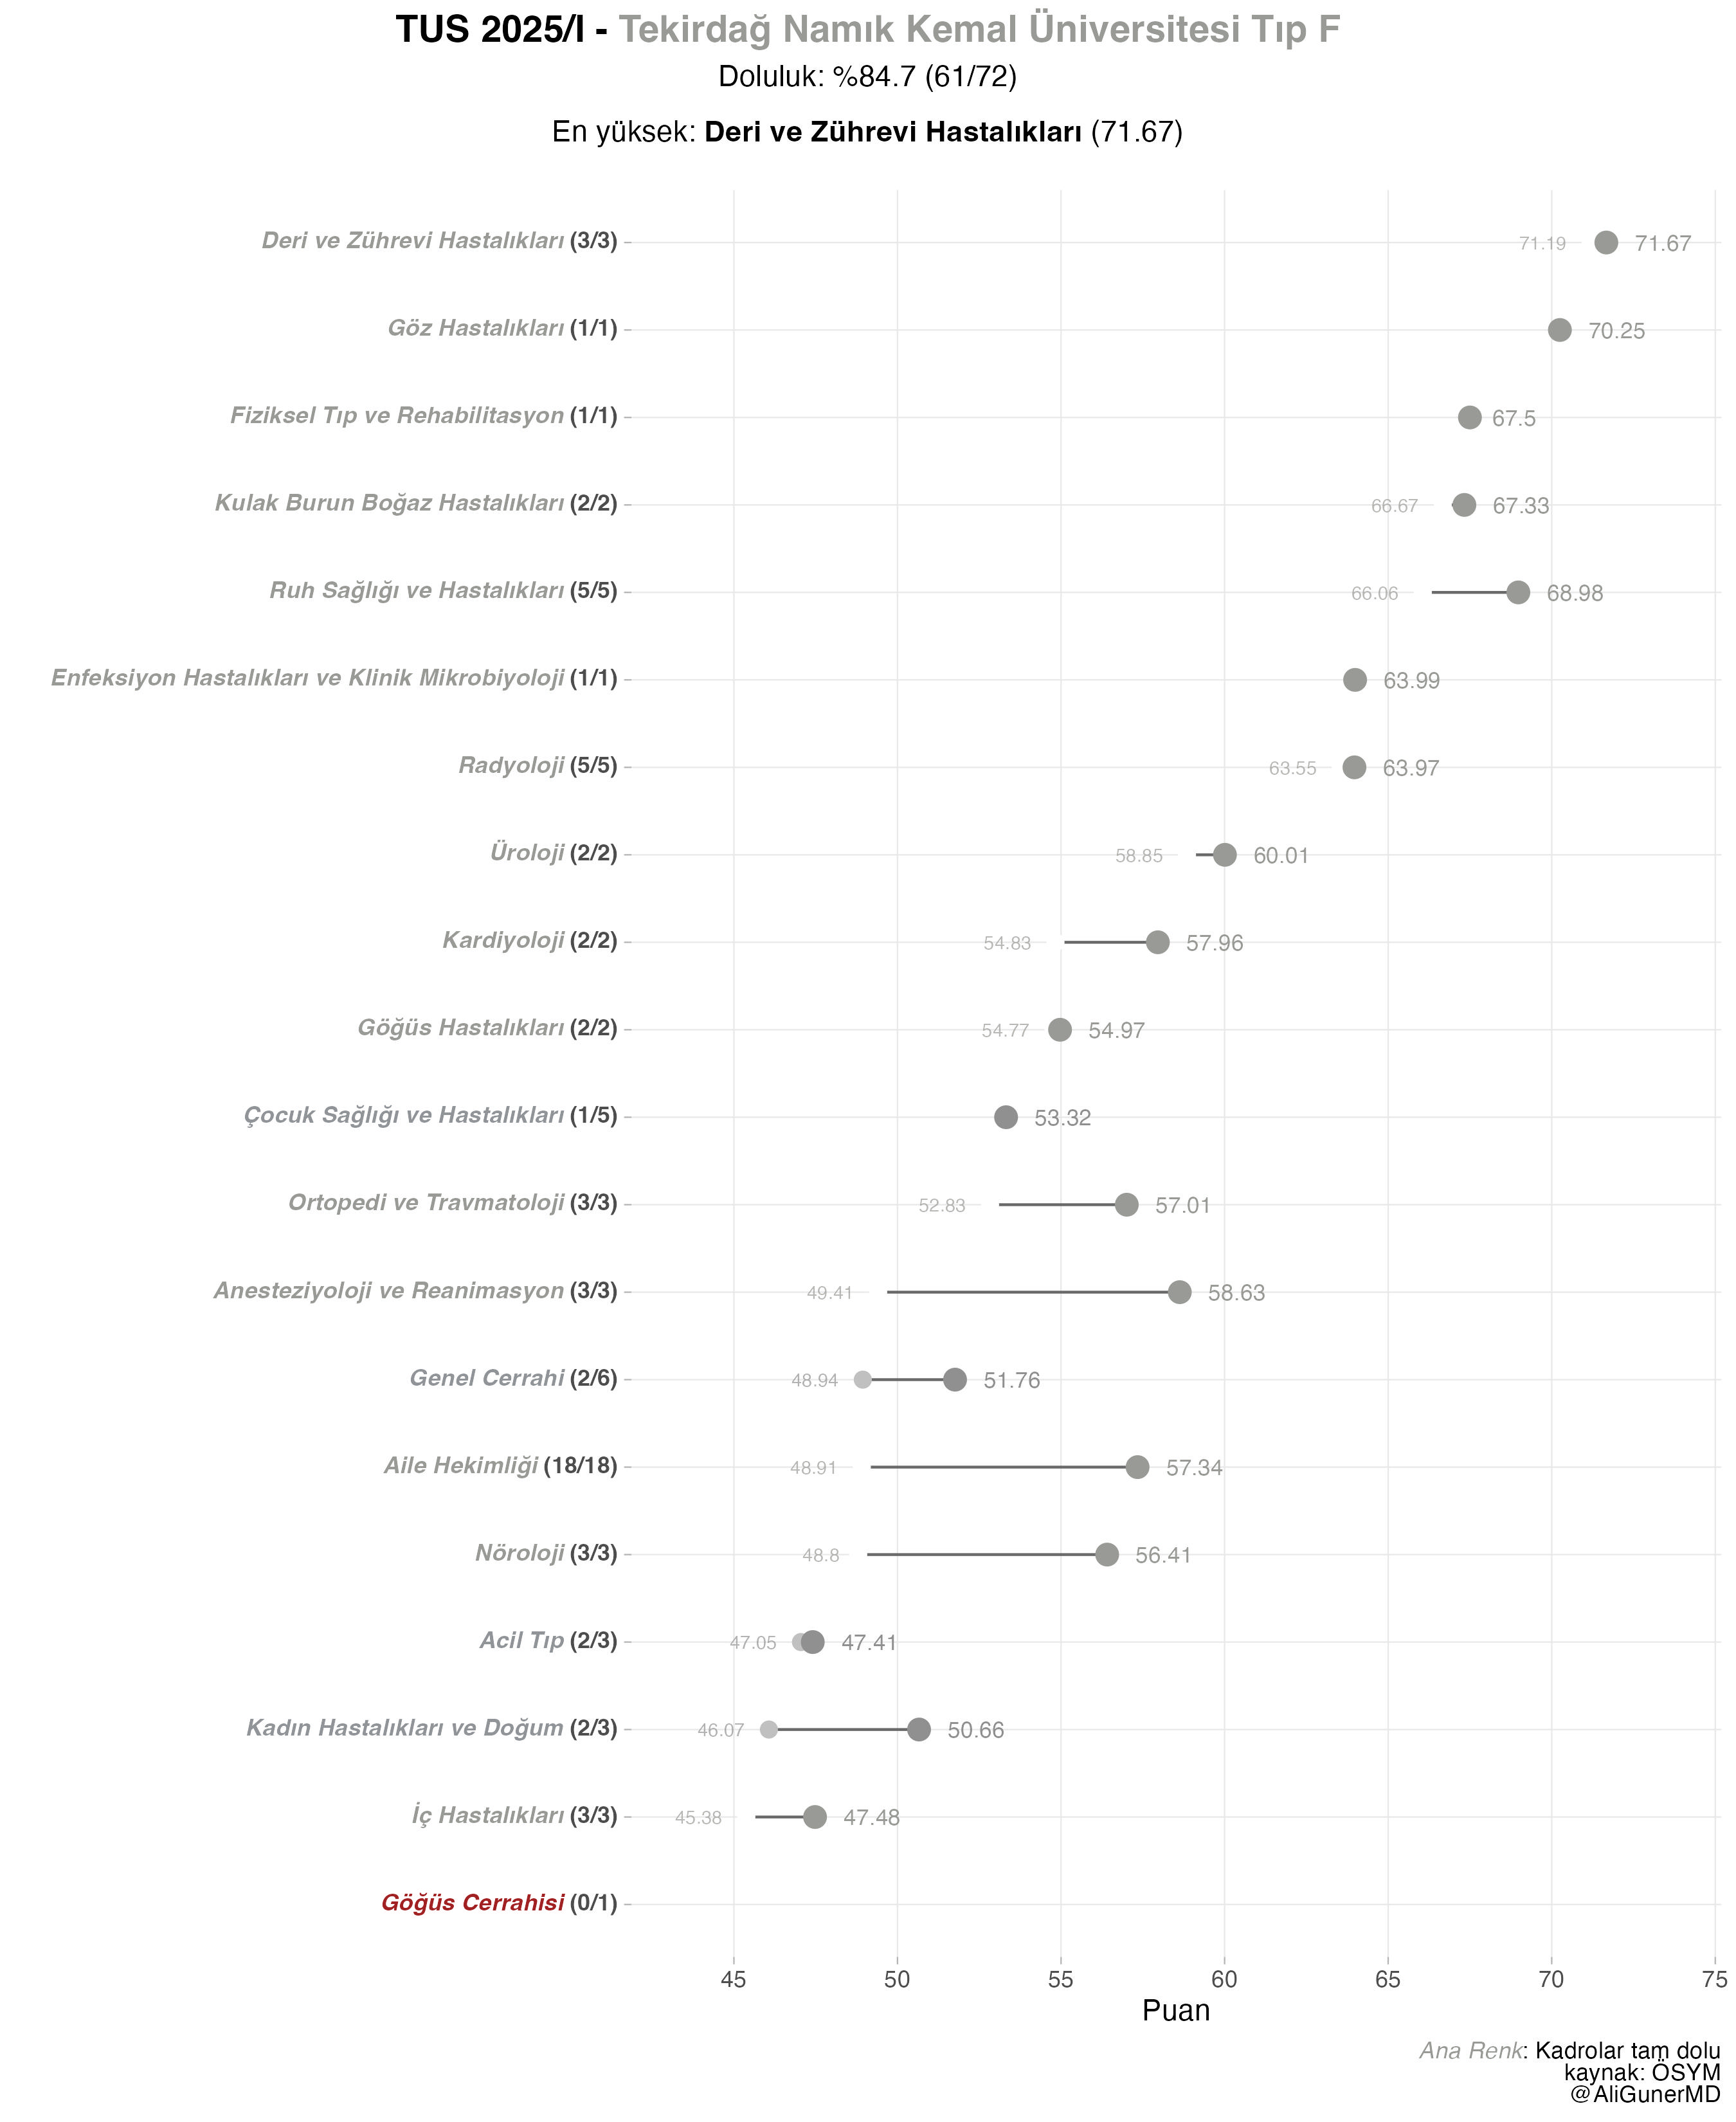 TUS 2025/I - Tekirdağ Namık Kemal Üniversitesi Tıp F
Doluluk: %84.7 (61/72)
En yüksek: Deri ve Zührevi Hastalıkları (71.67)
Deri ve Zührevi Hastalıkları (3/3) 71.19 71.67
Göz Hastalıkları (1/1) 70.25
Fiziksel Tıp ve Rehabilitasyon (1/1) 67.5
Kulak Burun Boğaz Hastalıkları (2/2) 66.67 67.33
Ruh Sağlığı ve Hastalıkları (5/5) 66.06 68.98
Enfeksiyon Hastalıkları ve Klinik Mikrobiyoloji (1/1) 63.99
Radyoloji (5/5) 63.55 63.97
Üroloji (2/2) 58.85 60.01
Kardiyoloji (2/2) 54.83 57.96
Göğüs Hastalıkları (2/2) 54.77 54.97
Çocuk Sağlığı ve Hastalıkları (1/5) 53.32
Ortopedi ve Travmatoloji (3/3) 52.83 57.01
Anesteziyoloji ve Reanimasyon (3/3) 49.41 58.63
Genel Cerrahi (2/6) 48.94 51.76
Aile Hekimliği (18/18) 48.91 57.34
Nöroloji (3/3) 48.8 56.41
Acil Tıp (2/3) 47.05 47.41
Kadın Hastalıkları ve Doğum (2/3) 46.07 50.66
İç Hastalıkları (3/3) 45.38 47.48
Göğüs Cerrahisi (0/1)
45 50 55 60 65 70 75
Puan
Ana Renk: Kadrolar tam dolu
kaynak: ÖSYM
@AliGunerMD